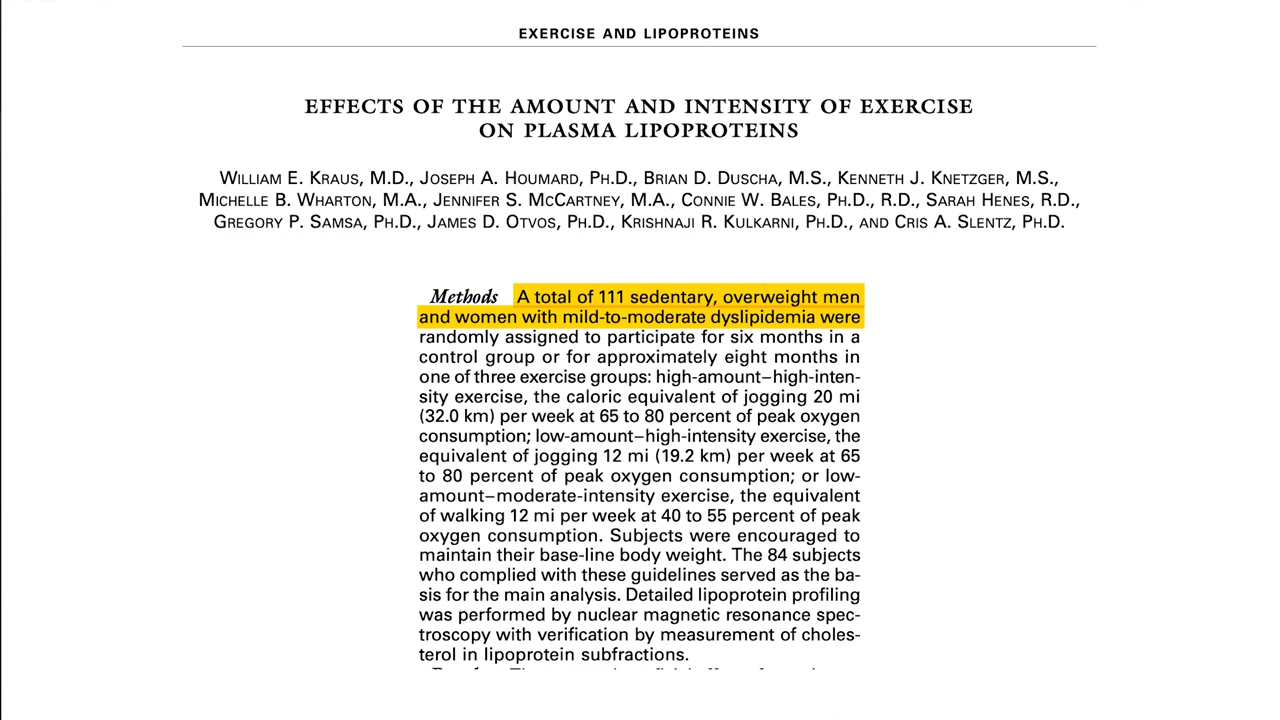 EXERCISE AND LIPOPROTEINS
EFFECTS OF THE AMOUNT AND INTENSITY OF EXERCISE
ON PLASMA LIPOPROTEINS
WILLIAM E. KRAUS, M.D., JOSEPH A. HOUMARD, PH.D., BRIAN D. DUSCHA, M.S., KENNETH J. KNETZGER, M.S.,
MICHELLE B. WHARTON, M.A., JENNIFER S. MCCARTNEY, M.A., CONNIE W. BALES, PH.D., R.D., SARAH HENES, R.D.,
GREGORY P. SAMSA, PH.D., JAMES D. OTVOS, PH.D., KRISHNAJI R. KULKARNI, PH.D., AND CRIS A. SLENTZ, PH.D.
Methods A total of 111 sedentary, overweight men
and women with mild-to-moderate dyslipidemia were
randomly assigned to participate for six months in a
control group or for approximately eight months in
one of three exercise groups: high-amount–high-inten-
sity exercise, the caloric equivalent of jogging 20 mi
(32.0 km) per week at 65 to 80 percent of peak oxygen
consumption; low-amount–high-intensity exercise, the
equivalent of jogging 12 mi (19.2 km) per week at 65
to 80 percent of peak oxygen consumption; or low-
amount–moderate-intensity exercise, the equivalent
of walking 12 mi per week at 40 to 55 percent of peak
oxygen consumption. Subjects were encouraged to
maintain their base-line body weight. The 84 subjects
who complied with these guidelines served as the ba-
sis for the main analysis. Detailed lipoprotein profiling
was performed by nuclear magnetic resonance spec-
troscopy with verification by measurement of choles-
terol in lipoprotein subfractions.